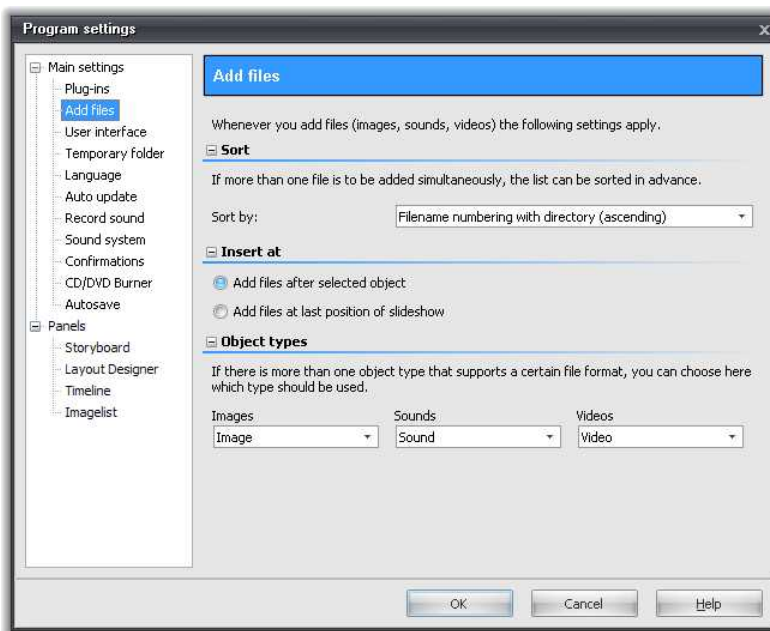 Program settings
x
Main settings
Plug-ins
Add files
User interface
Temporary folder
Language
Auto update
Record sound
Sound system
Confirmations
CD/DVD Burner
Autosave
Panels
Storyboard
Layout Designer
Timeline
Imagelist
Add files
Whenever you add files (images, sounds, videos) the following settings apply.
Sort
If more than one file is to be added simultaneously, the list can be sorted in advance.
Sort by: Filename numbering with directory (ascending)
Insert at
Add files after selected object
Add files at last position of slideshow
Object types
If there is more than one object type that supports a certain file format, you can choose here
which type should be used.
Images Sounds Videos
Image Sound Video
OK Cancel Help